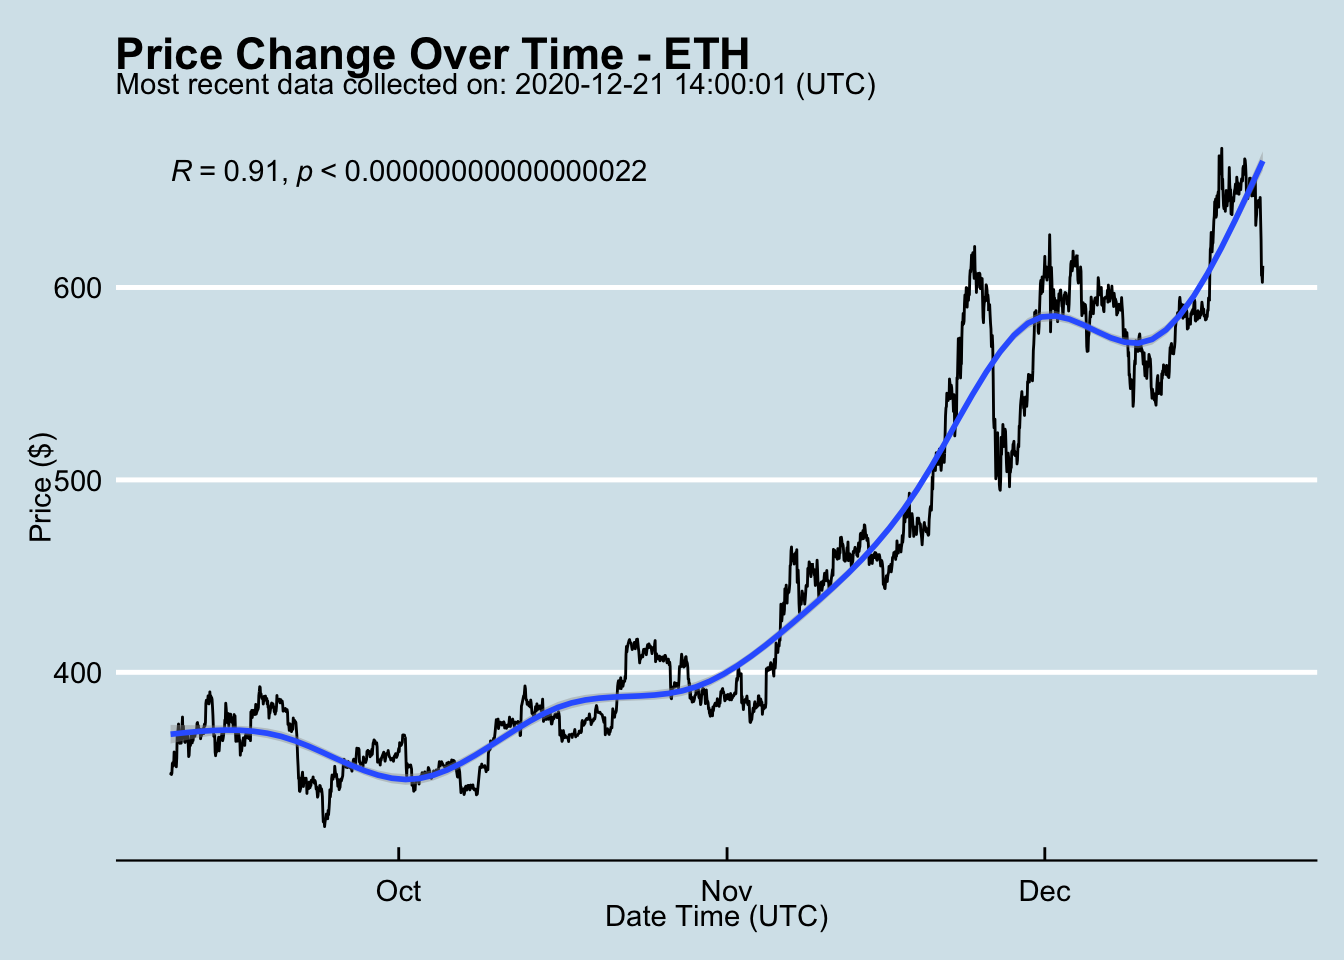 Price Change Over Time - ETH
Most recent data collected on: 2020-12-21 14:00:01 (UTC)
R = 0.91, p < 0.00000000000000022
600
500
400
Price ($)
Oct
Nov
Dec
Date Time (UTC)